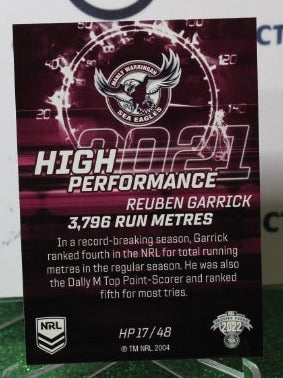 MANLY WARRINGAH
SEA EAGLES
120
140
2021
HIGH
PERFORMANCE
REUBEN GARRICK
3,796 RUN METRES
In a record-breaking season, Garrick
ranked fourth in the NRL for total running
metres in the regular season. He was also
the Dally M Top Point-Scorer and ranked
fifth for most tries.
NRL
HP 17/48
2022
© TM NRL 2004